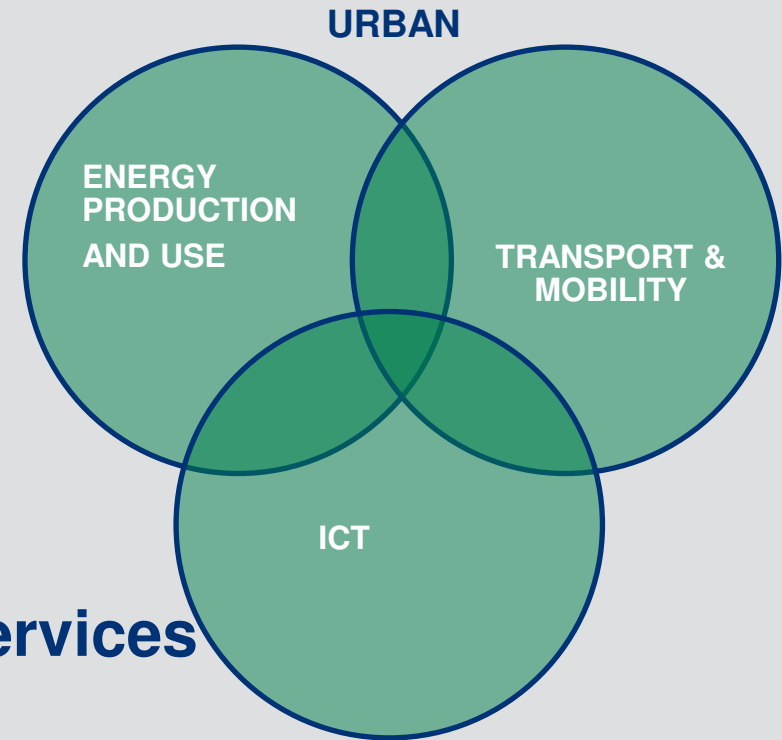 URBAN
ENERGY
PRODUCTION
AND USE
TRANSPORT &
MOBILITY
ICT
ervices